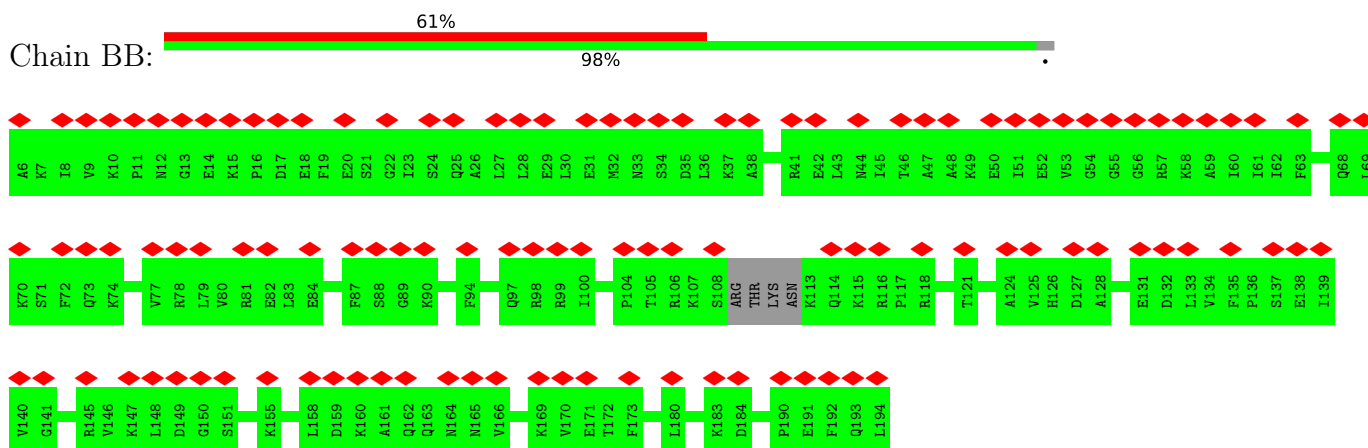 61%
Chain BB:
98%
•
A6 K7 I8 V9 K10 P11 N12 G13 E14 K15 P16 D17 E18 F19 E20 S21 G22 I23 S24 Q25 A26 L27 L28 E29 L30 E31 M32 N33 S34 D35 L36 K37 A38 R41 E42 L43 N44 I45 T46 A47 A48 K49 E50 I51 E52 V53 G54 G55 G56 R57 K58 A59 I60 I61 I62 F63 Q68 L69
K70 S71 F72 Q73 K74 V77 R78 L79 V80 R81 E82 L83 E84 F87 S88 G89 K90 F94 Q97 R98 R99 I100 P104 T105 R106 K107 S108 ARG THR LYS ASN K113 Q114 K115 R116 P117 R118 T121 A124 V125 H126 D127 A128 E131 D132 L133 V134 F135 P136 S137 E138 I139
V140 G141 R145 V146 K147 L148 D149 G150 S151 K155 L158 D159 K160 A161 Q162 Q163 N164 N165 V166 K169 V170 E171 T172 F173 L180 K183 D184 P190 E191 F192 Q193 L194